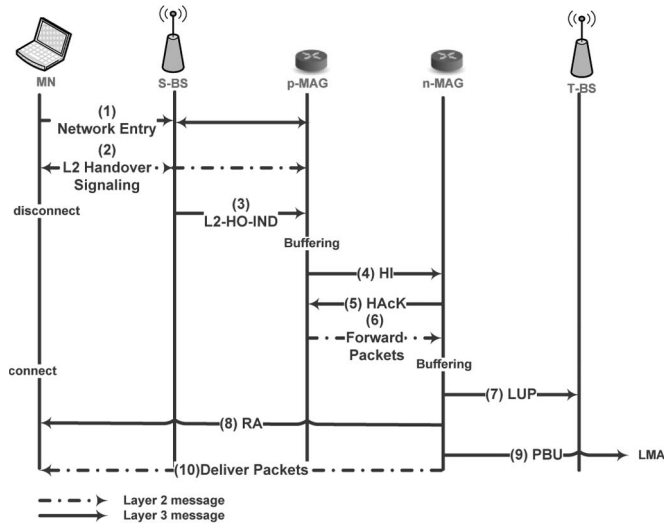 MN
S-BS
p-MAG
n-MAG
T-BS
(1)
Network Entry
(2)
L2 Handover
Signaling
disconnect
(3)
L2-HO-IND
Buffering
(4) HI
(5) HAcK
(6)
Forward
Packets
Buffering
connect
(7) LUP
(8) RA
(9) PBU
LMA
(10)Deliver Packets
Layer 2 message
Layer 3 message